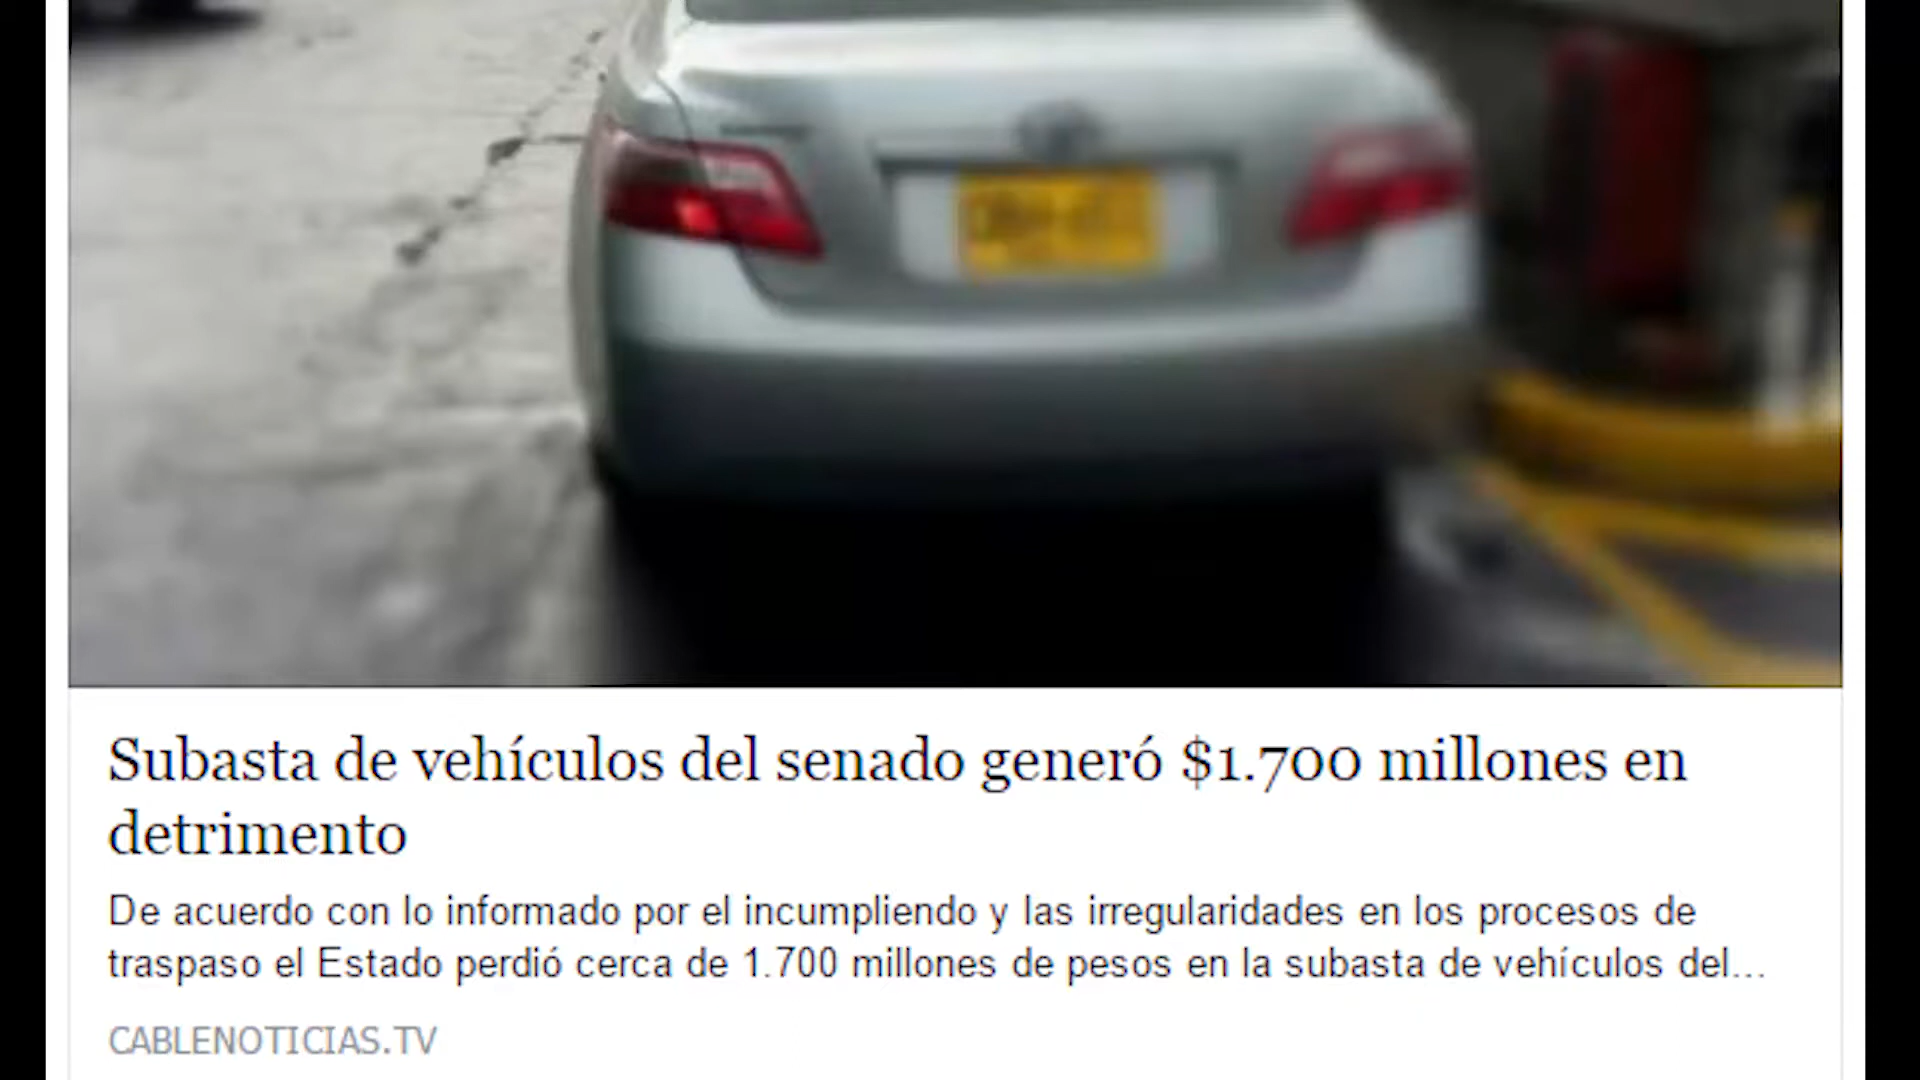 Subasta de vehículos del senado generó $1.700 millones en
detrimento
De acuerdo con lo informado por el incumpliendo y las irregularidades en los procesos de
traspaso el Estado perdió cerca de 1.700 millones de pesos en la subasta de vehículos del...
CABLENOTICIAS.TV